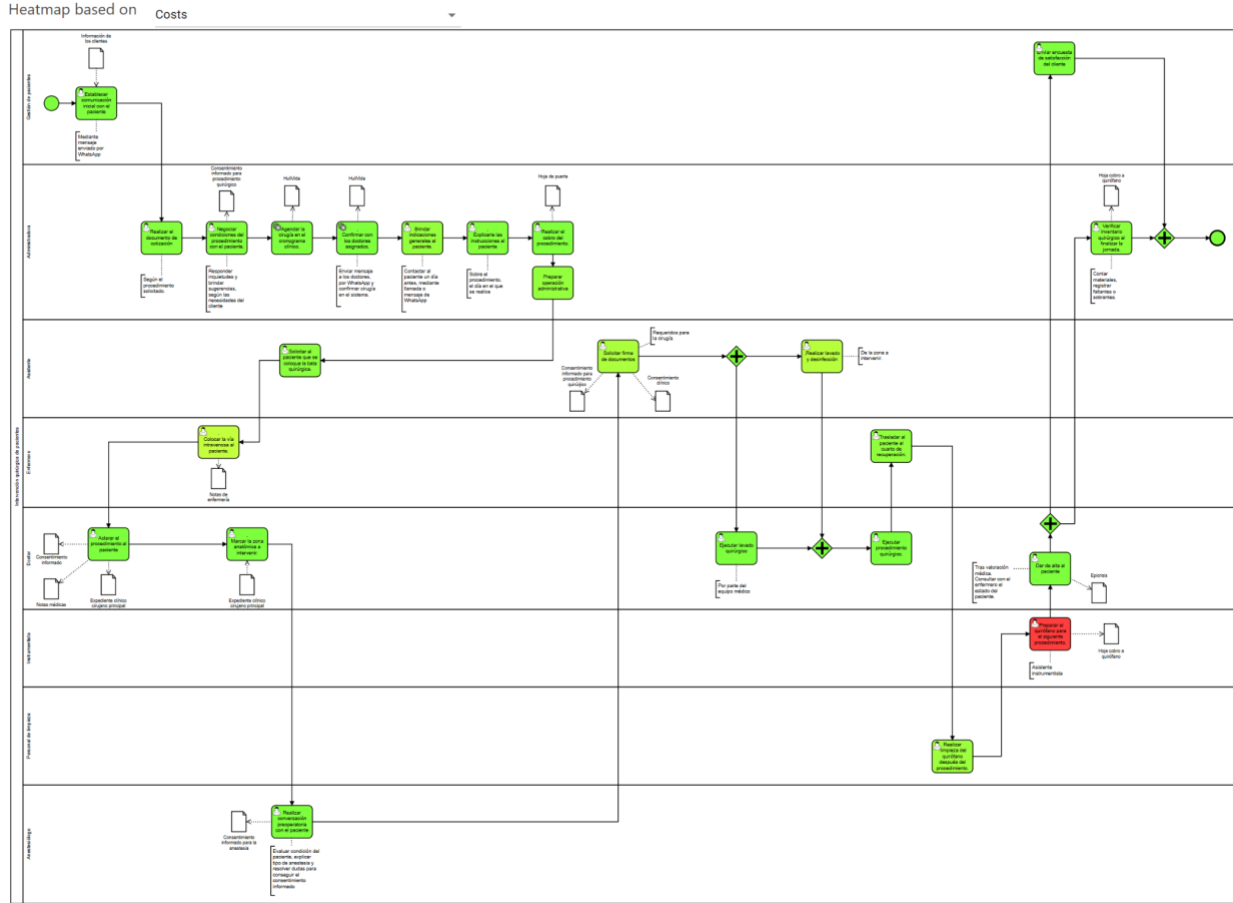 Heatmap based on
Costs
Información de
los clientes
Establecer
comunicación
inicial con el
paciente
Mediante
mensaje
enviado por
WhatsApp
Gestión de pacientes
Enviar encuesta
de satisfacción
del cliente
Administrativa
Realizar el
documento de
cotización
Según el
procedimiento
solicitado.
Consentimiento
informado para
procedimiento
quirúrgico
Negociar
condiciones del
procedimiento
con el paciente
Responder
inquietudes y
brindar
sugerencias,
según las
necesidades del
cliente
HuliVida
Agendar la
cirugía en el
cronograma
clínico.
HuliVida
Confirmar con
los doctores
asignados.
Enviar mensaje
a los doctores,
por WhatsApp y
confirmar cirugía
en el sistema.
Brindar
indicaciones
generales al
paciente
Contactar al
paciente un día
antes, mediante
llamada o
mensaje de
WhatsApp
Explicarle las
instrucciones al
paciente
Sobre el
procedimiento,
el día en el que
se realiza
Hoja de puerta
Realizar el
cobro del
procedimiento.
Preparar
operación
administrativa
Hoja cobro a
quirófano
Verificar
inventario
quirúrgico al
finalizar la
jornada.
Contar
materiales,
registrar
faltantes o
sobrantes.
Asistente
Solicitar al
paciente que se
coloque la bata
quirúrgica.
Solicitar firma
de documentos
Requeridos para
la cirugía
Consentimiento
informado para
procedimiento
quirúrgico
Consentimiento
clínico
Realizar lavado
y desinfección
De la zona a
intervenir
Intervención quirúrgica de pacientes
Enfermero
Colocar la vía
intravenosa al
paciente.
Notas de
enfermería
Trasladar al
paciente al
cuarto de
recuperación.
Doctor
Aclarar el
procedimiento al
paciente
Consentimiento
informado
Notas médicas
Expediente clínico
cirujano principal
Marcar la zona
anatómica a
intervenir
Expediente clínico
cirujano principal
Ejecutar lavado
quirúrgico
Por parte del
equipo médico
Ejecutar
procedimiento
quirúrgico.
Dar de alta al
paciente
Tras valoración
médica.
Consultar con el
enfermero el
estado del
paciente.
Epicrisis
Instrumentista
Preparar el
quirófano para
el siguiente
procedimiento.
Hoja cobro a
quirófano
Asistente
instrumentista
Personal de limpieza
Realizar
limpieza del
quirófano
después del
procedimiento.
Anestesiólogo
Realizar
conversación
preoperatoria
con el paciente
Consentimiento
informado para la
anestesia
Evaluar condición del
paciente, explicar
tipo de anestesia y
resolver dudas para
conseguir el
consentimiento
informado